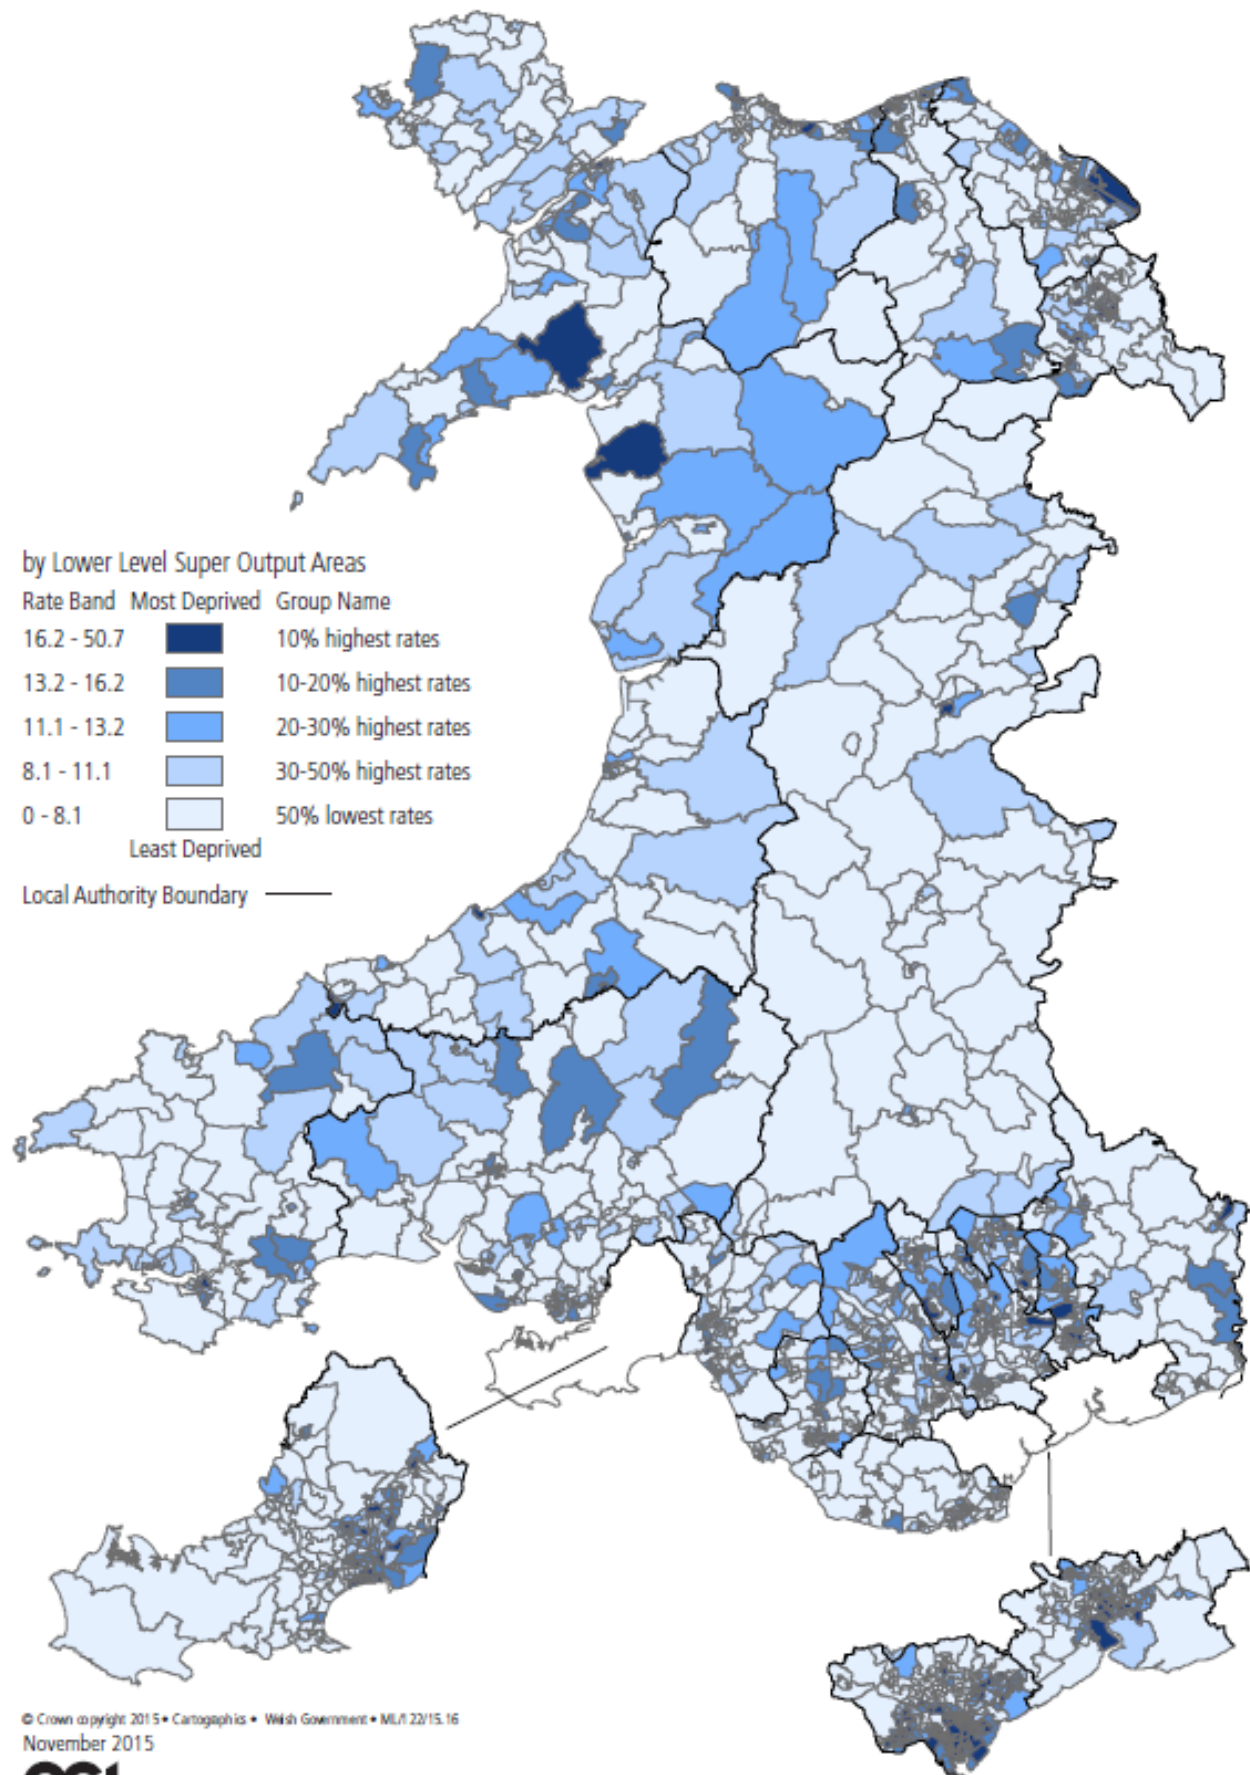 by Lower Level Super Output Areas
Rate Band Most Deprived Group Name
16.2 - 50.7 10% highest rates
13.2 - 16.2 10-20% highest rates
11.1 - 13.2 20-30% highest rates
8.1 - 11.1 30-50% highest rates
0 - 8.1 50% lowest rates
Least Deprived
Local Authority Boundary
© Crown copyright 2015 • Cartographics • Welsh Government • ML/122/15.16
November 2015